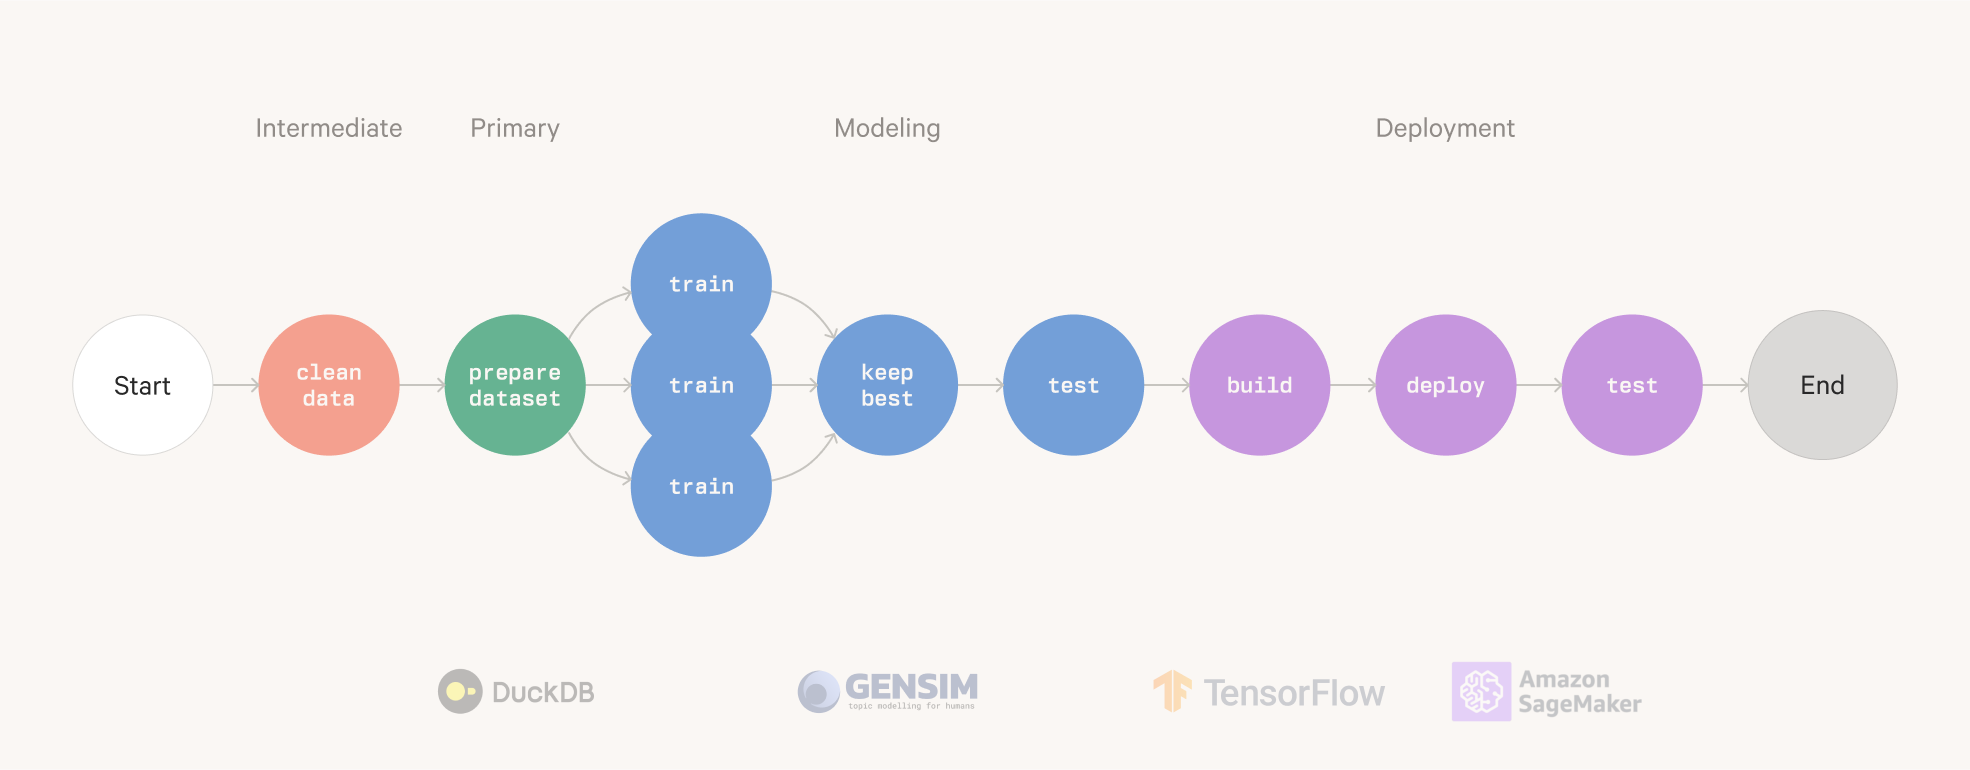 Intermediate
Primary
Modeling
Deployment
train
Start
clean
data
prepare
dataset
train
keep
best
test
build
deploy
test
End
train
DuckDB
GENSIM
topic modelling for humans
TensorFlow
Amazon
SageMaker